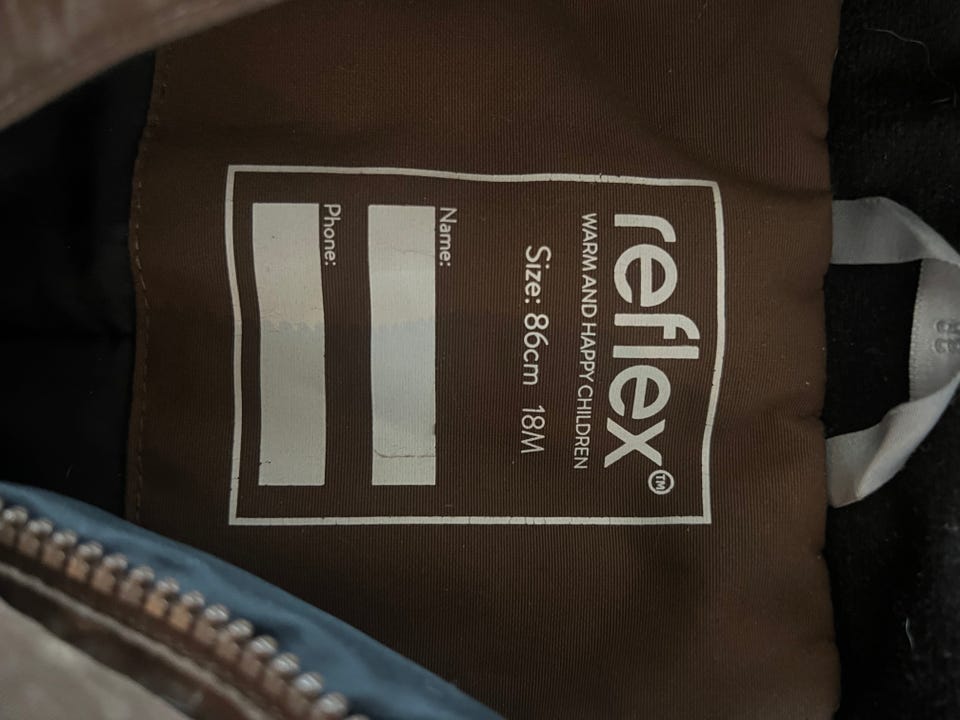 reflex™
WARM AND HAPPY CHILDREN
Size: 86cm 18M
Name:
Phone: